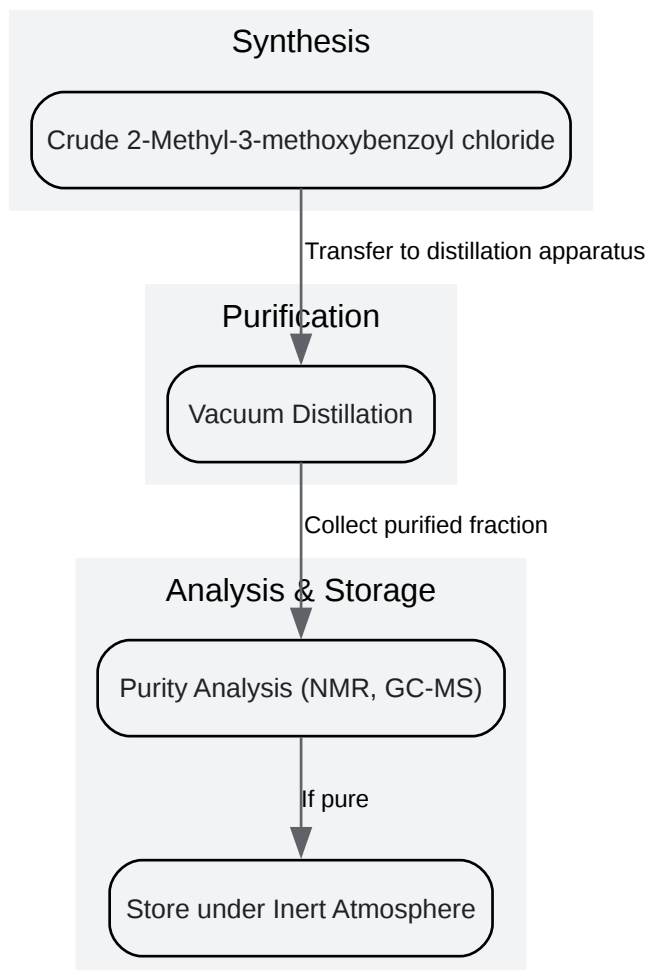 Synthesis
Crude 2-Methyl-3-methoxybenzoyl chloride
Transfer to distillation apparatus
Purification
Vacuum Distillation
Collect purified fraction
Analysis & Storage
Purity Analysis (NMR, GC-MS)
If pure
Store under Inert Atmosphere